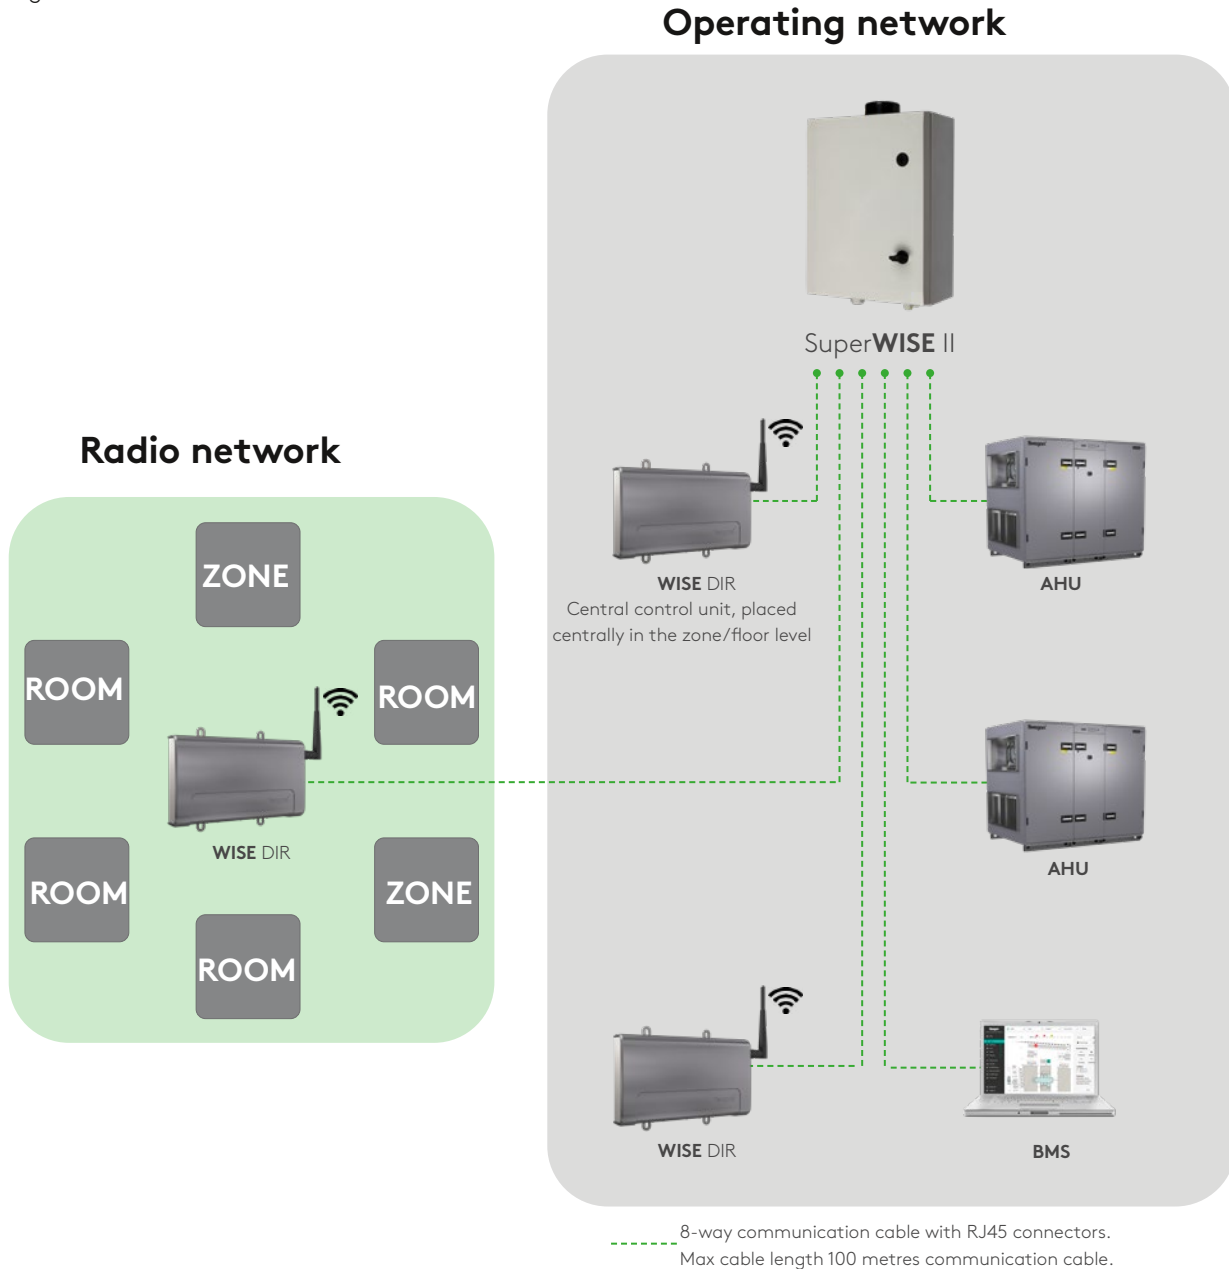 Operating network
SuperWISE II
Radio network
WISE DIR
Central control unit, placed
centrally in the zone/floor level
AHU
ZONE
ROOM
ROOM
WISE DIR
AHU
ROOM
ZONE
ROOM
WISE DIR
BMS
8-way communication cable with RJ45 connectors.
Max cable length 100 metres communication cable.